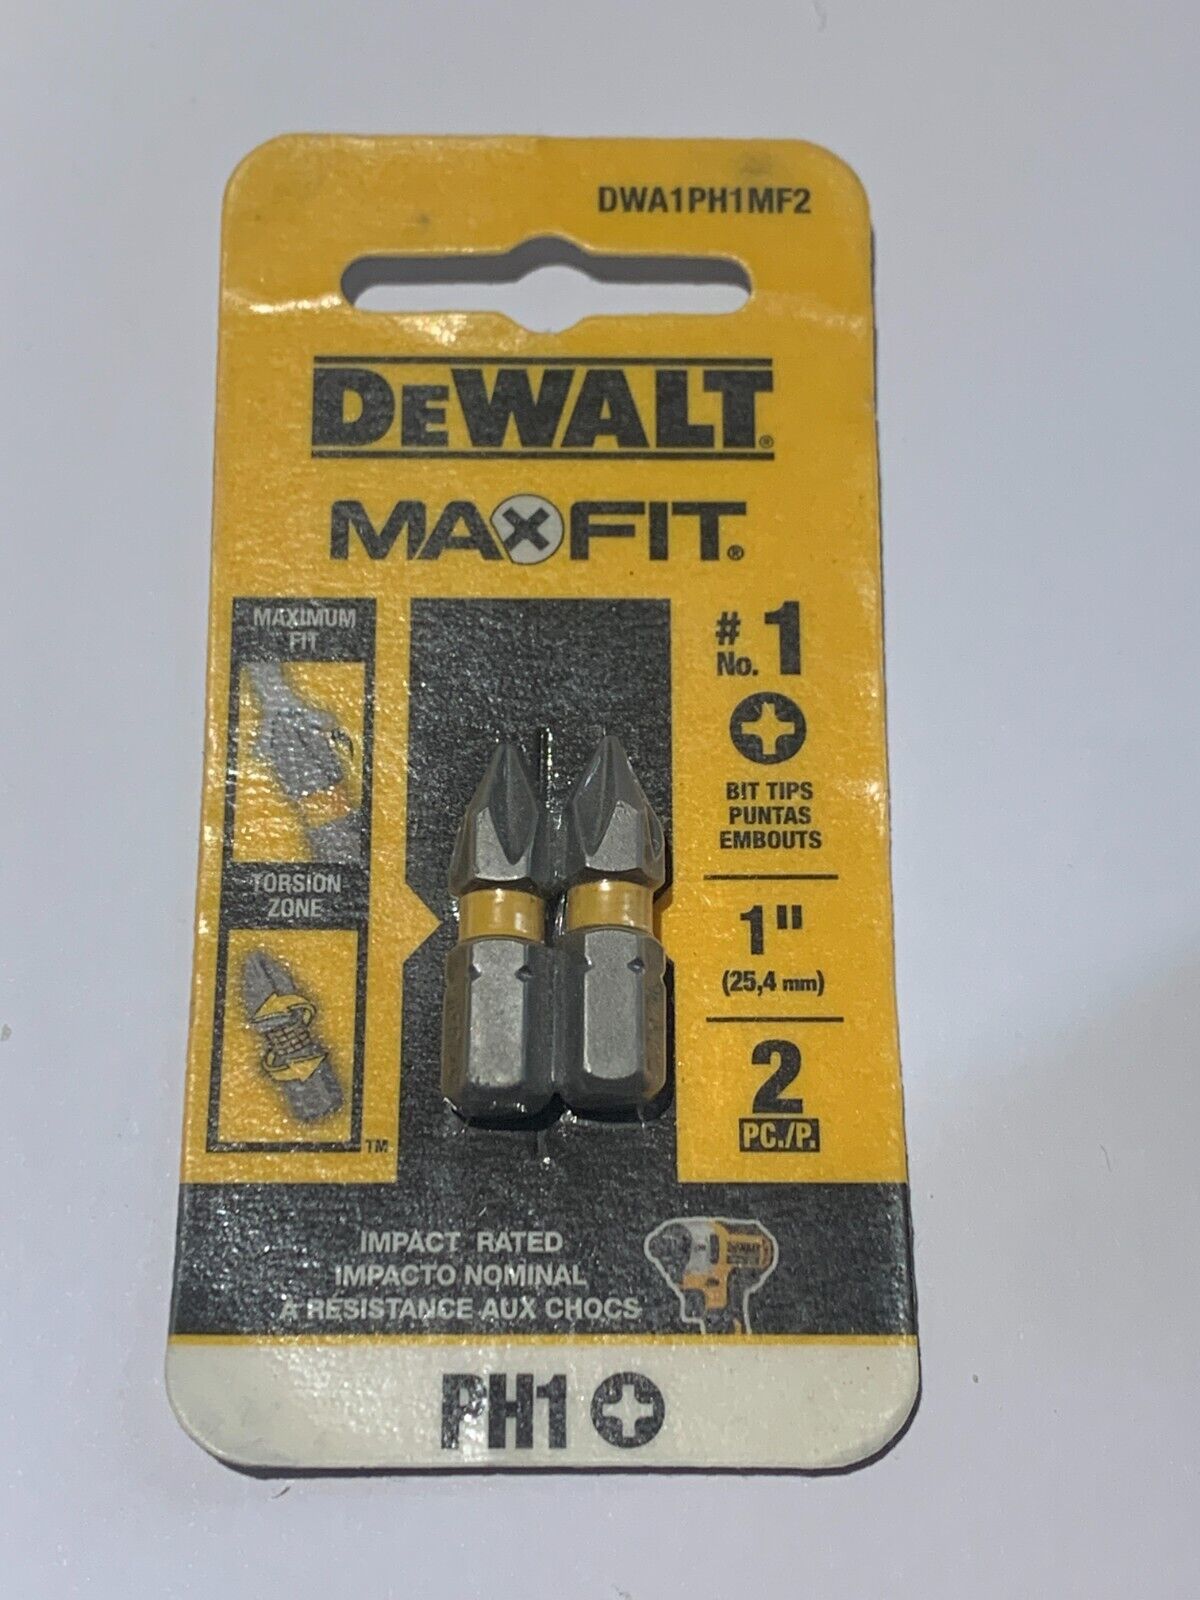 DWA1PH1MF2
DEWALT®
MAXFIT®
MAXIMUM
FIT
TORSION
ZONE
TM
# No. 1
BIT TIPS
PUNTAS
EMBOUTS
1"
(25,4 mm)
2
PC./P.
IMPACT RATED
IMPACTO NOMINAL
A RÉSISTANCE AUX CHOCS
DEWALT
PH1